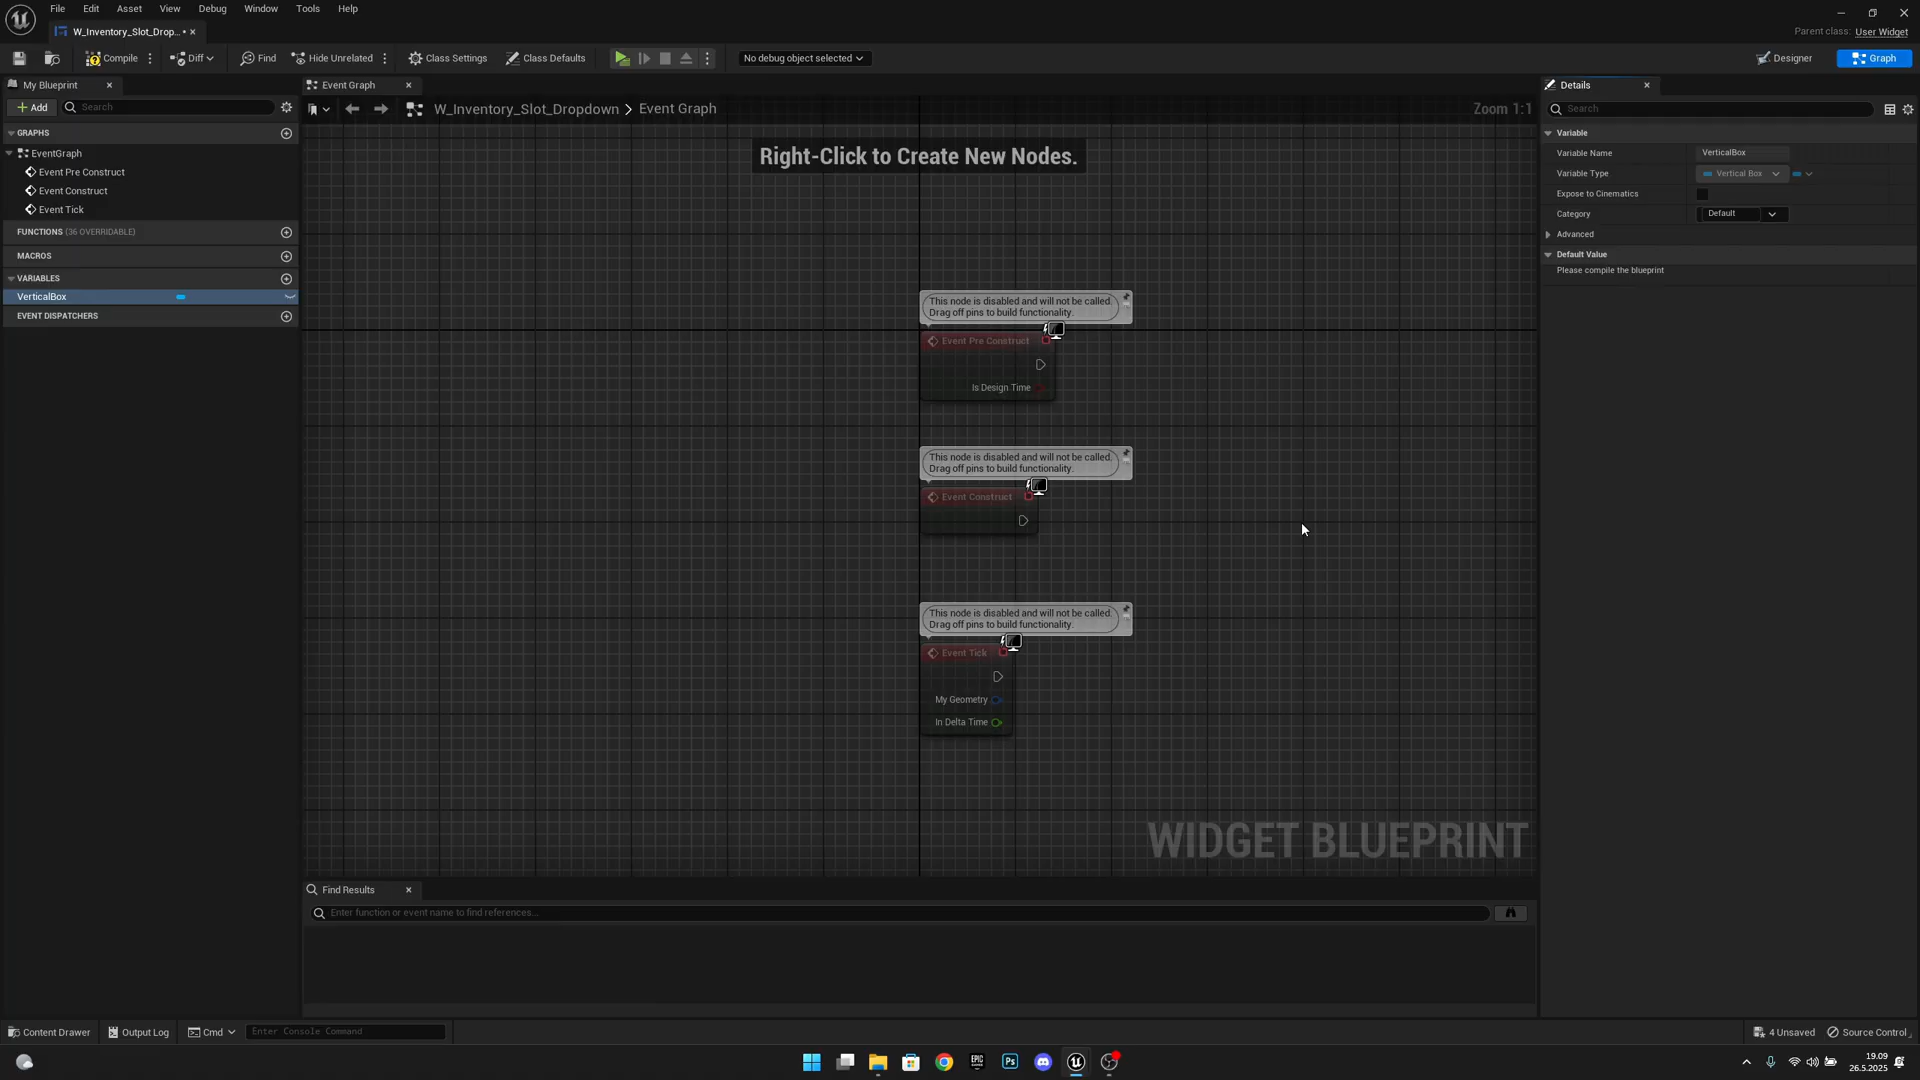 File Edit Asset View Debug Window Tools Help
W_Inventory_Slot_Drop... •
Parent class: User Widget
Compile
Diff
Find
Hide Unrelated
Class Settings
Class Defaults
No debug object selected
Designer
Graph
My Blueprint
Event Graph
Details
Add
Search
W_Inventory_Slot_Dropdown > Event Graph
Zoom 1:1
Search
GRAPHS
EventGraph
Event Pre Construct
Event Construct
Event Tick
FUNCTIONS (36 OVERRIDABLE)
MACROS
VARIABLES
VerticalBox
EVENT DISPATCHERS
Right-Click to Create New Nodes.
This node is disabled and will not be called.
Drag off pins to build functionality.
Event Pre Construct
Is Design Time
This node is disabled and will not be called.
Drag off pins to build functionality.
Event Construct
This node is disabled and will not be called.
Drag off pins to build functionality.
Event Tick
My Geometry
In Delta Time
WIDGET BLUEPRINT
Variable
Variable Name VerticalBox
Variable Type Vertical Box
Expose to Cinematics
Category Default
Advanced
Default Value
Please compile the blueprint
Find Results
Enter function or event name to find references...
Content Drawer
Output Log
Cmd
Enter Console Command
4 Unsaved
Source Control
EPIC
Ps
19.09
26.5.2025